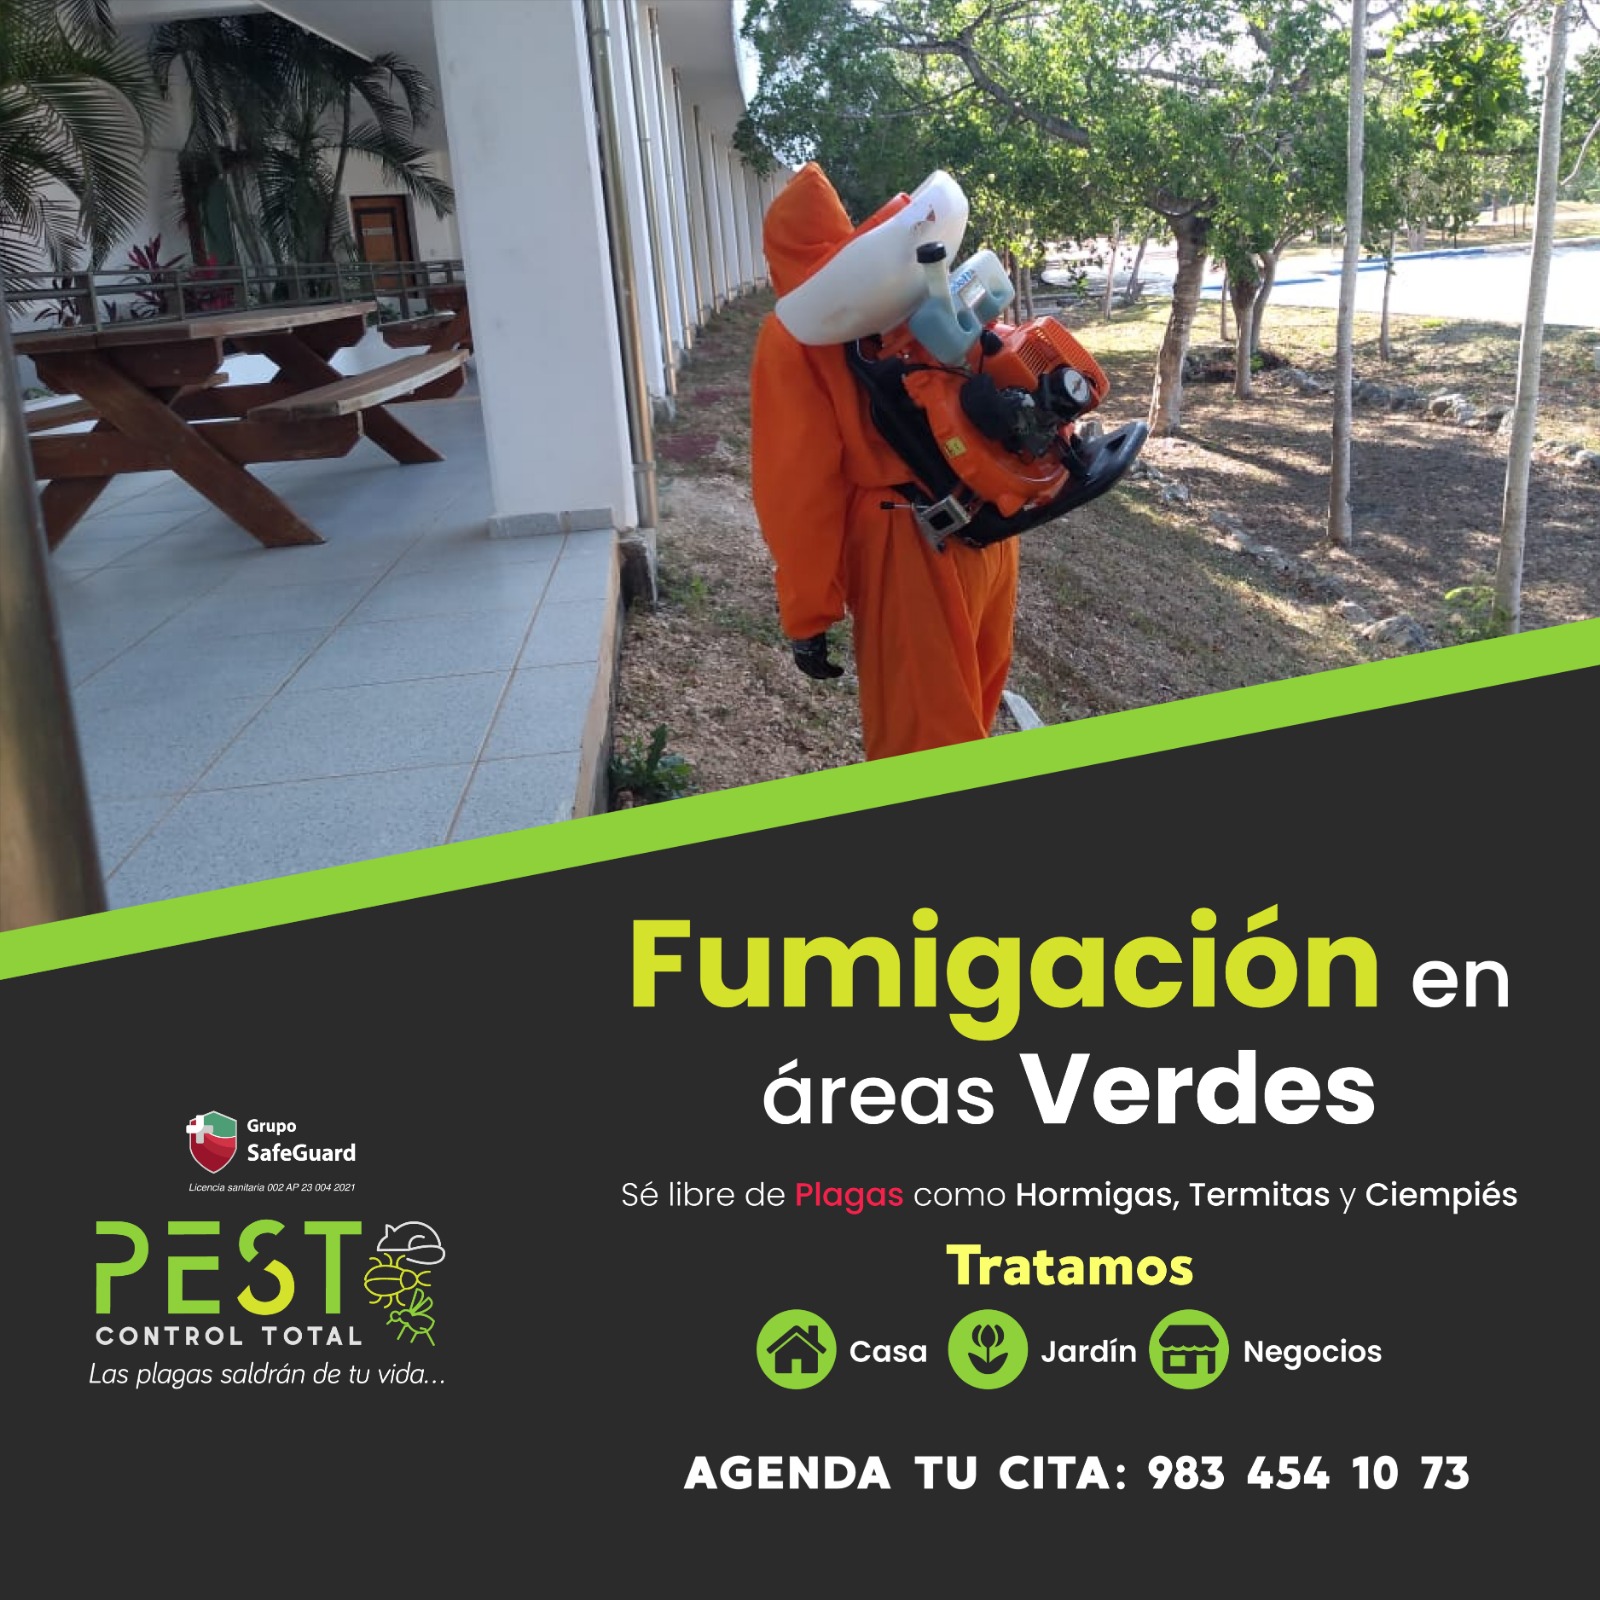 Fumigación en
áreas Verdes
Sé libre de Plagas como Hormigas, Termitas y Ciempiés
Tratamos
Casa Jardín Negocios
AGENDA TU CITA: 983 454 10 73
Grupo
SafeGuard
Licencia sanitaria 002 AP 23 004 2021
PEST
CONTROL TOTAL
Las plagas saldrán de tu vida...